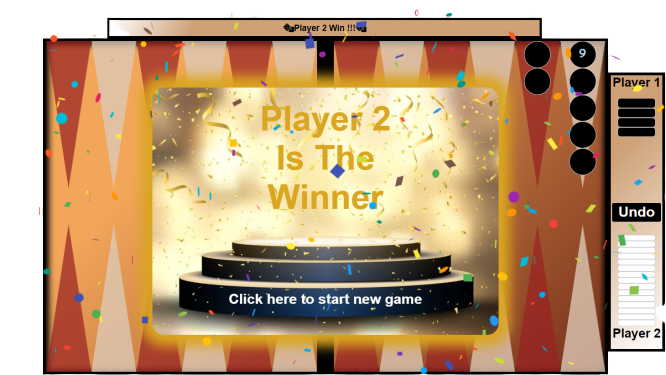 0
Player 2 Win !!!
9
Player 1
Player 2
Is The
Winner
Undo
Click here to start new game
Player 2